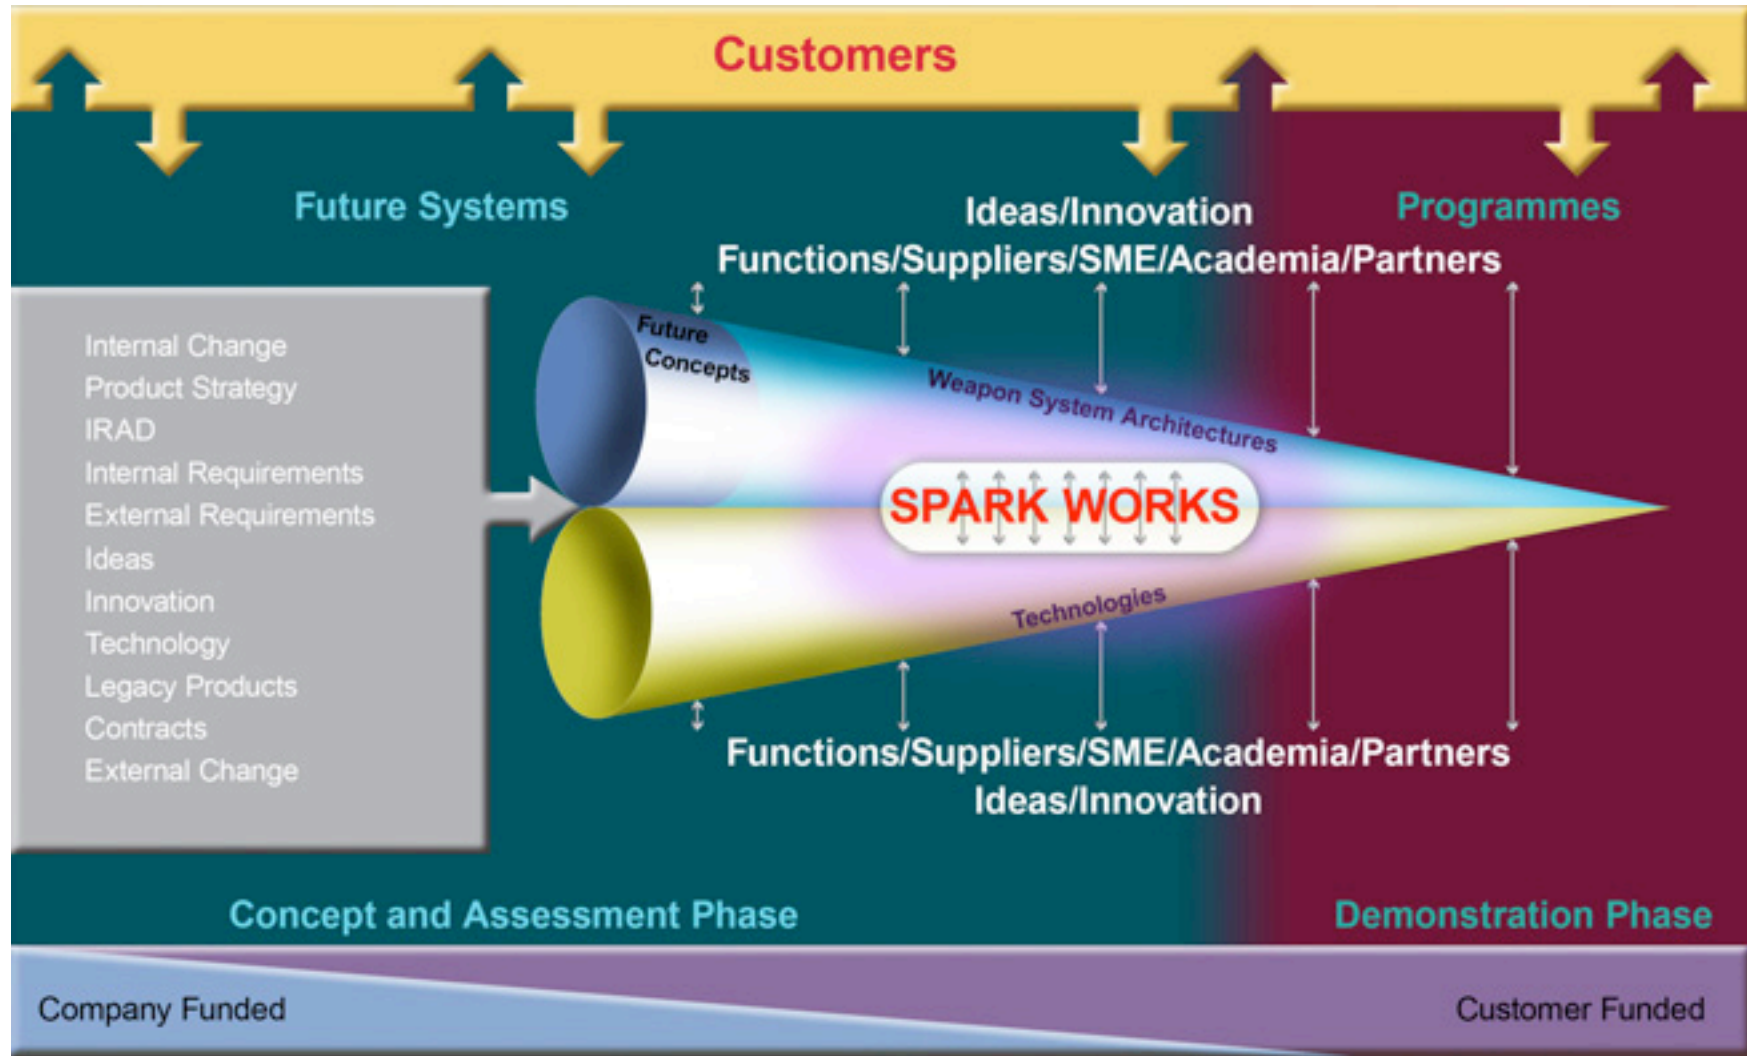 Customers
Future Systems
Programmes
Ideas/Innovation
Functions/Suppliers/SME/Academia/Partners
Internal Change
Product Strategy
IRAD
Internal Requirements
External Requirements
Ideas
Innovation
Technology
Legacy Products
Contracts
External Change
Future
Concepts
Weapon System Architectures
SPARK WORKS
Technologies
Functions/Suppliers/SME/Academia/Partners
Ideas/Innovation
Concept and Assessment Phase
Demonstration Phase
Company Funded
Customer Funded